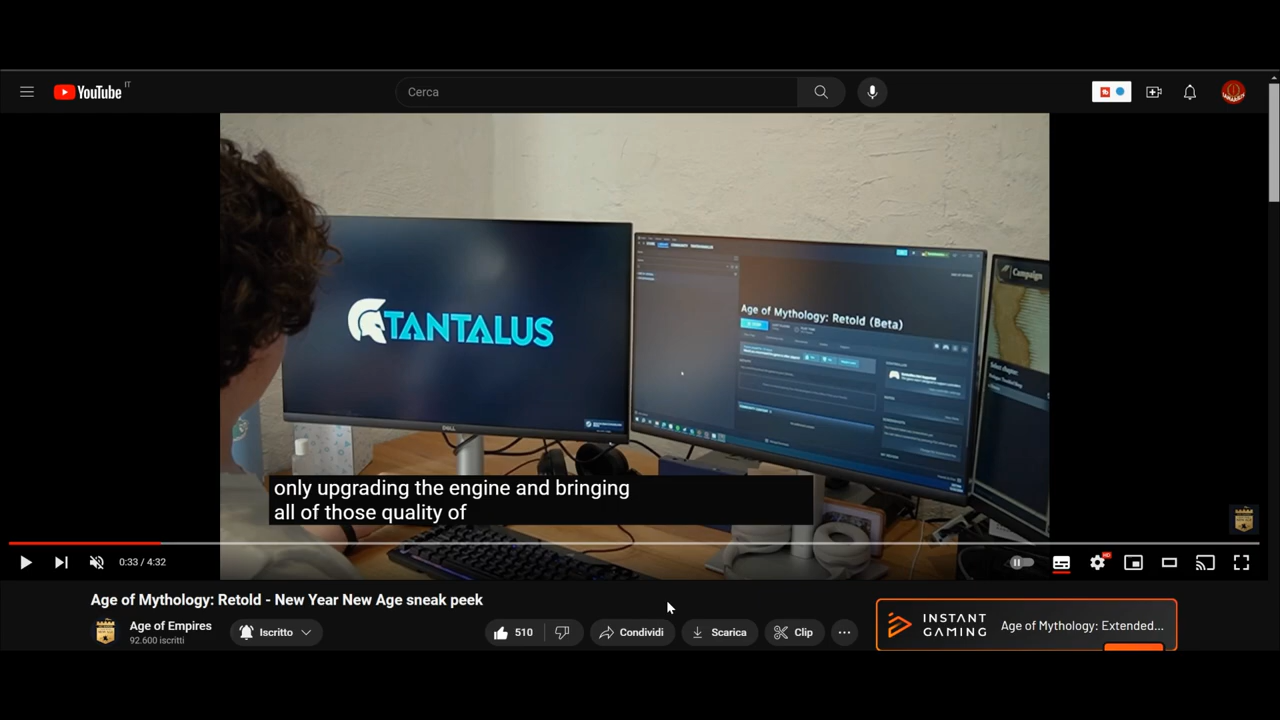 YouTube IT
Cerca
TANTALUS
DELL
Age of Mythology: Retold (Beta)
Campaign
only upgrading the engine and bringing
all of those quality of
0:33 / 4:32
HD
Age of Mythology: Retold - New Year New Age sneak peek
Age of Empires
92.600 iscritti
Iscritto
510
Condividi
Scarica
Clip
INSTANT
GAMING
Age of Mythology: Extended...